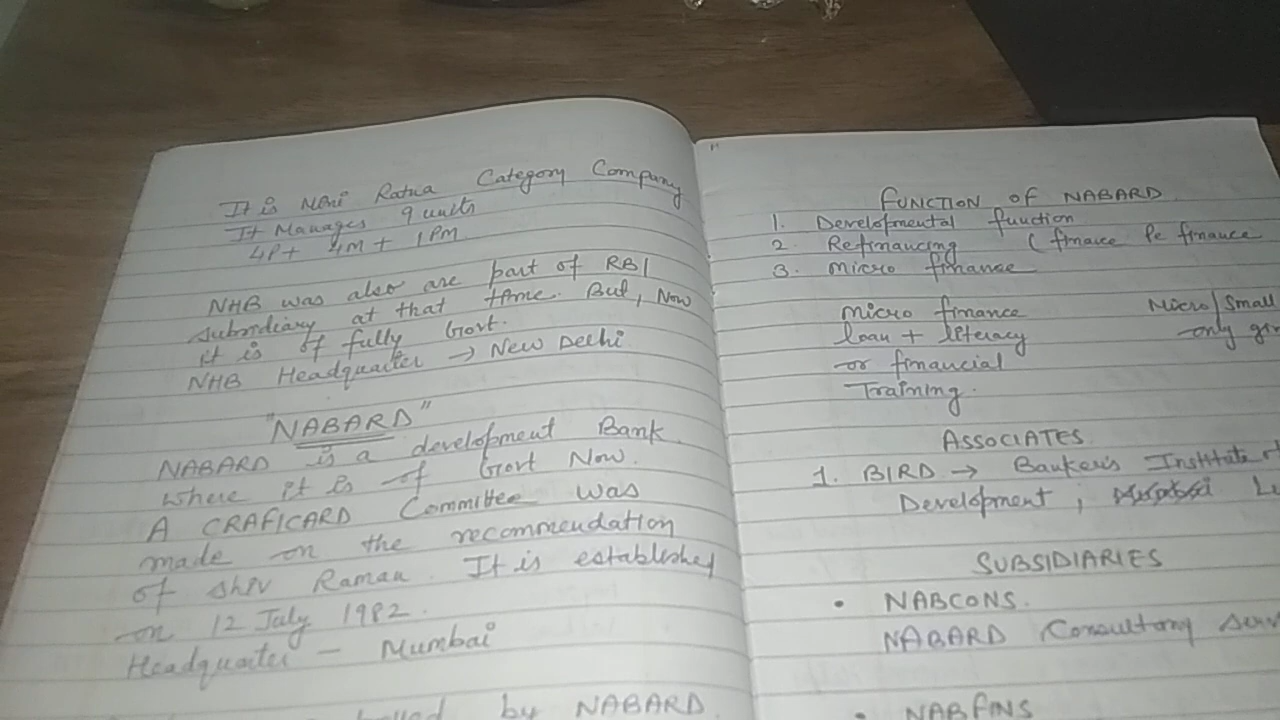 It is Mini Ratna Category Company
It Manages 9 units
4P + 4M + 1PM
NHB was also are part of RBI
subsidiary at that time. But, Now
it is of fully Govt.
NHB Headquater → New Delhi
"NABARD"
NABARD is a development Bank.
where it is of Govt Now.
A CRAFICARD Committee was
made on the recommendation
of Shiv Raman. It is established
on 12 July 1982.
Headquater - Mumbai
by NABARD
FUNCTION OF NABARD
1. Developmental function
2. Refinancing (finance Pe finance
3. Micro finance
micro finance Micro/Small
loan + literacy only
or financial
Training.
ASSOCIATES
1. BIRD → Banker's Institute of
Development,
SUBSIDIARIES
• NABCONS.
NABARD Consultany
• NABFINS